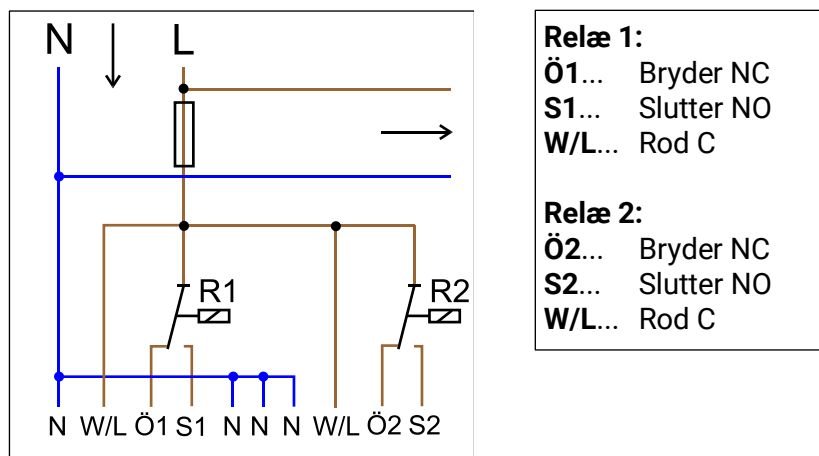 N L
R1 R2
N W/L Ö1 S1 N N N W/L Ö2 S2
Relæ 1:
Ö1... Bryder NC
S1... Slutter NO
W/L... Rod C
Relæ 2:
Ö2... Bryder NC
S2... Slutter NO
W/L... Rod C